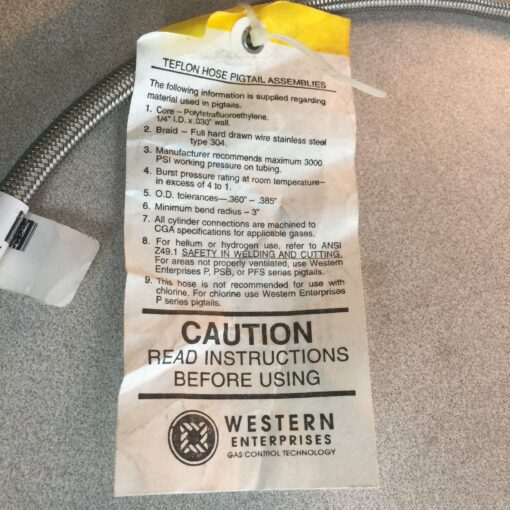 TEFLON HOSE PIGTAIL ASSEMBLIES
The following information is supplied regarding
material used in pigtails.
1. Core – Polytetrafluoroethylene.
1/4" I.D. x .030" wall.
2. Braid – Full hard drawn wire stainless steel
type 304.
3. Manufacturer recommends maximum 3000
PSI working pressure on tubing.
4. Burst pressure rating at room temperature–
in excess of 4 to 1.
5. O.D. tolerances—.360" – .385"
6. Minimum bend radius – 3"
7. All cylinder connections are machined to
CGA specifications for applicable gases.
8. For helium or hydrogen use, refer to ANSI
Z49.1 SAFETY IN WELDING AND CUTTING.
For areas not properly ventilated, use Western
Enterprises P, PSB, or PFS series pigtails.
9. This hose is not recommended for use with
chlorine. For chlorine use Western Enterprises
P series pigtails.
CAUTION
READ INSTRUCTIONS
BEFORE USING
WESTERN
ENTERPRISES
GAS CONTROL TECHNOLOGY